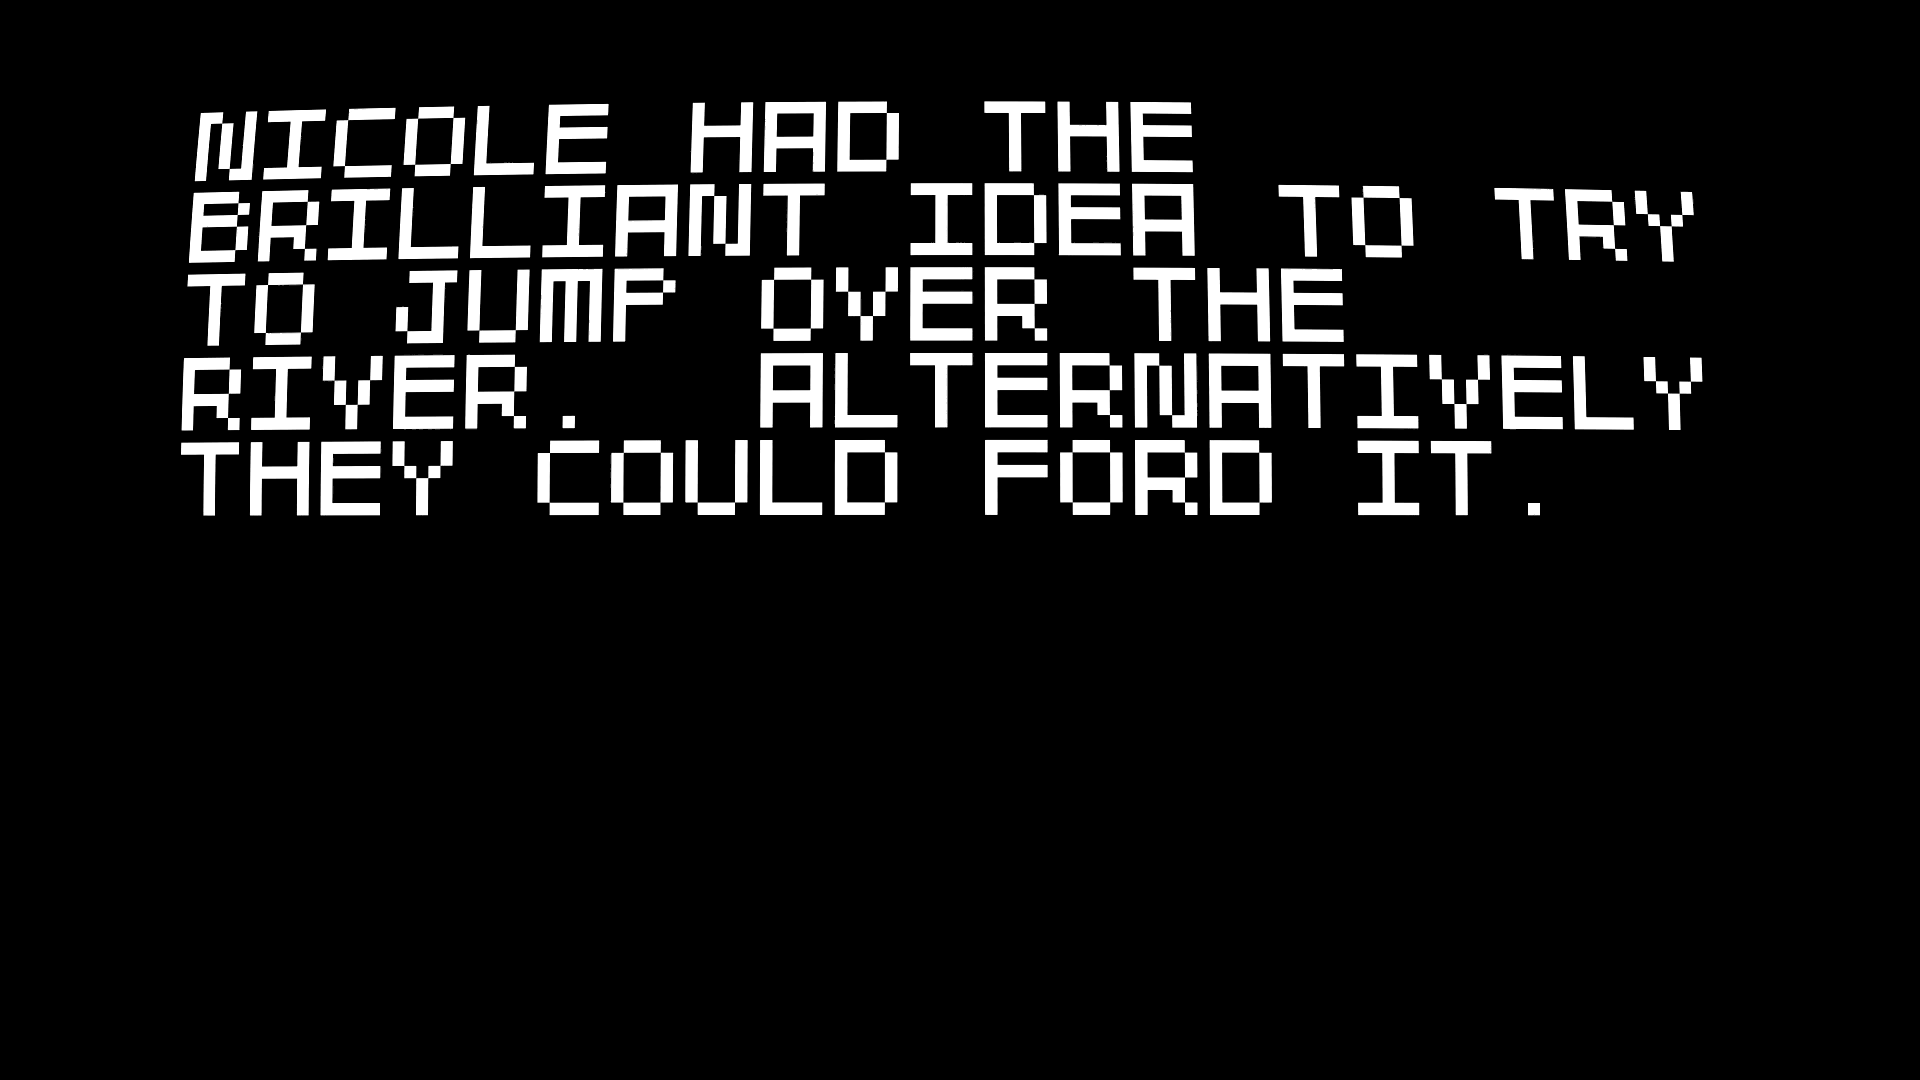 NICOLE HAD THE
BRILLIANT IDEA TO TRY
TO JUMP OVER THE
RIVER.  ALTERNATIVELY
THEY COULD FORD IT.